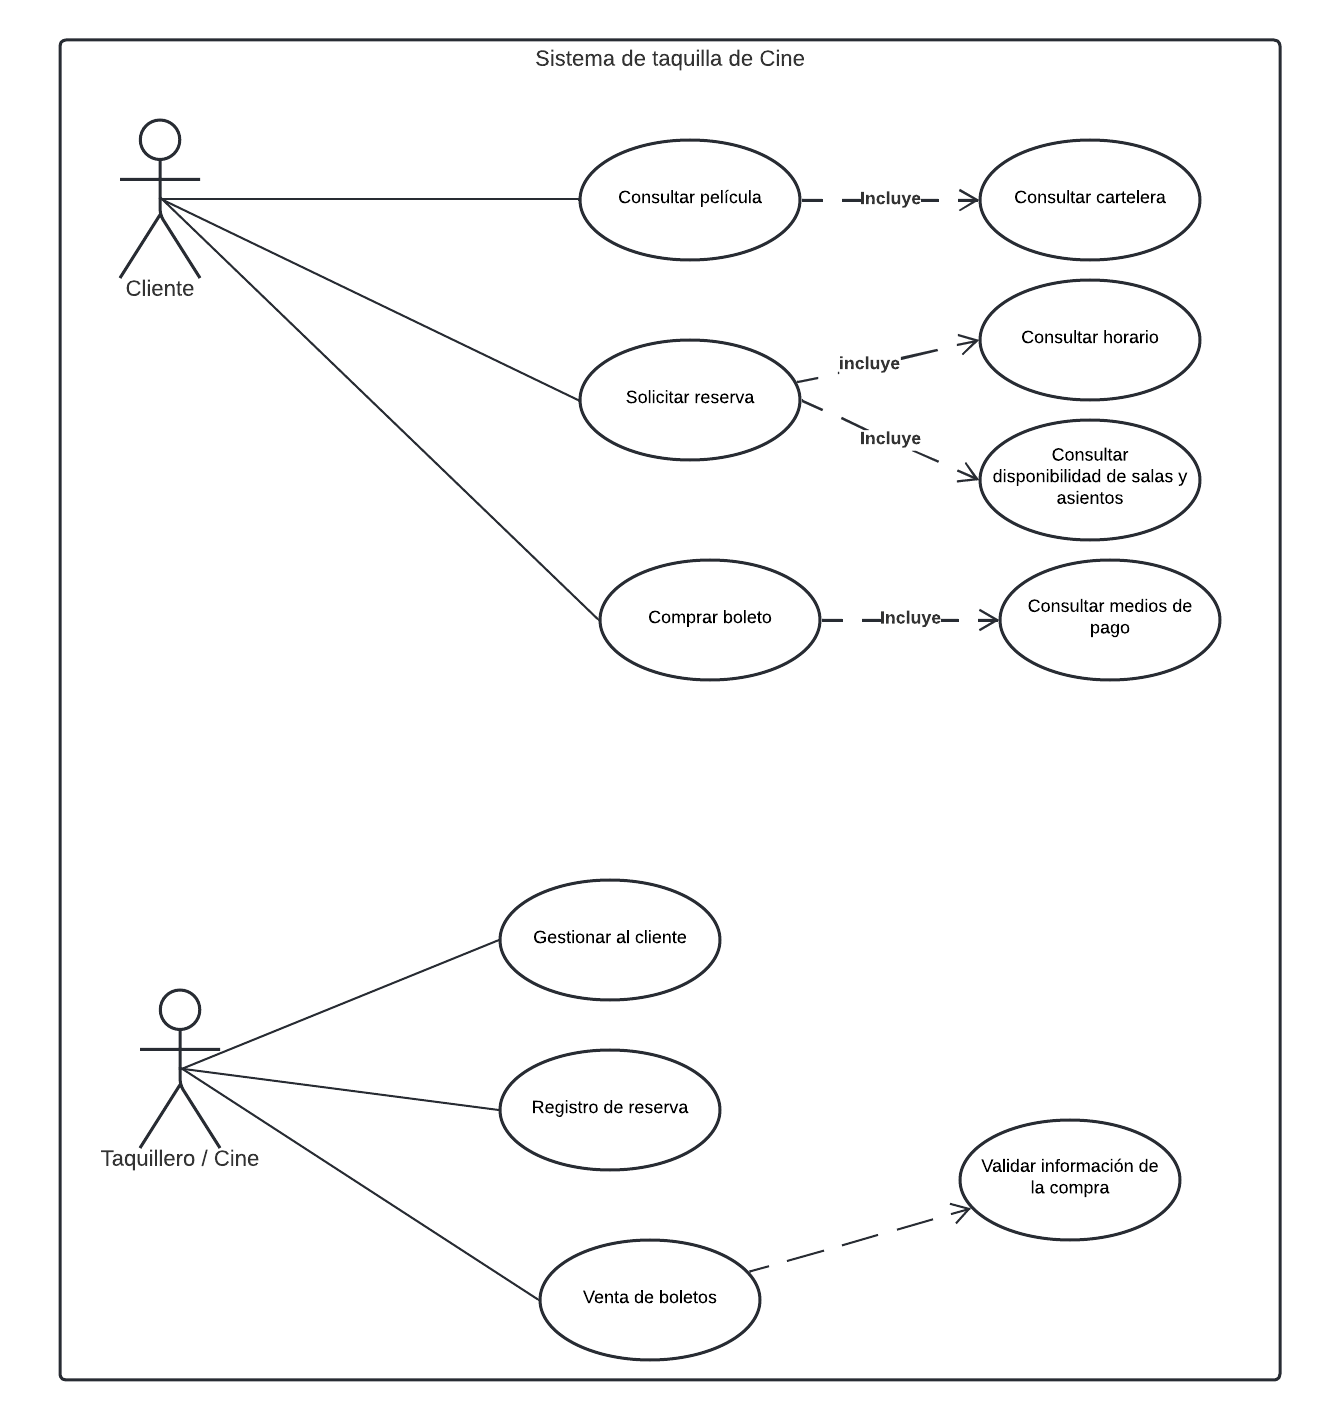 Sistema de taquilla de Cine
Cliente
Consultar película
Incluye
Consultar cartelera
Solicitar reserva
incluye
Consultar horario
Incluye
Consultar
disponibilidad de salas y
asientos
Comprar boleto
Incluye
Consultar medios de
pago
Gestionar al cliente
Taquillero / Cine
Registro de reserva
Validar información de
la compra
Venta de boletos